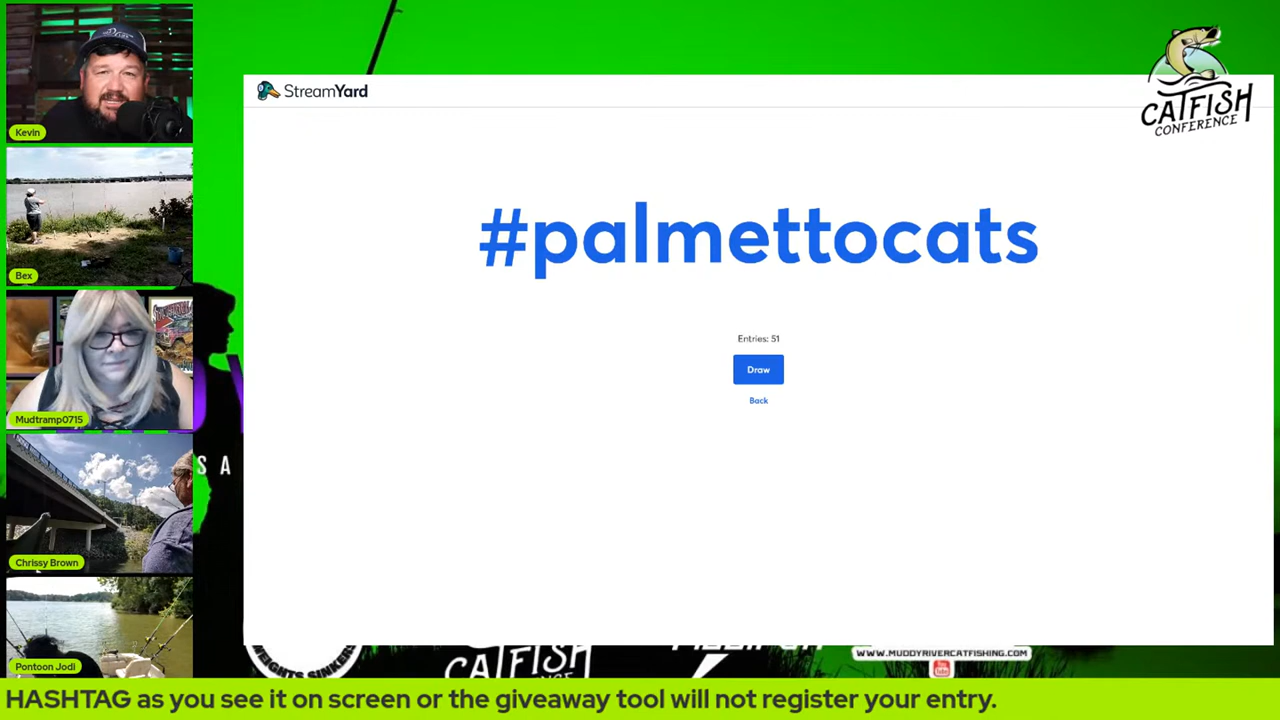 Kevin
Bex
Mudtramp0715
Chrissy Brown
Pontoon Jodi
StreamYard
CATFISH
CONFERENCE
#palmettocats
Entries: 51
Draw
Back
S A
CATFISH
WWW.MUDDYRIVERCATFISHING.COM
HASHTAG as you see it on screen or the giveaway tool will not register your entry.